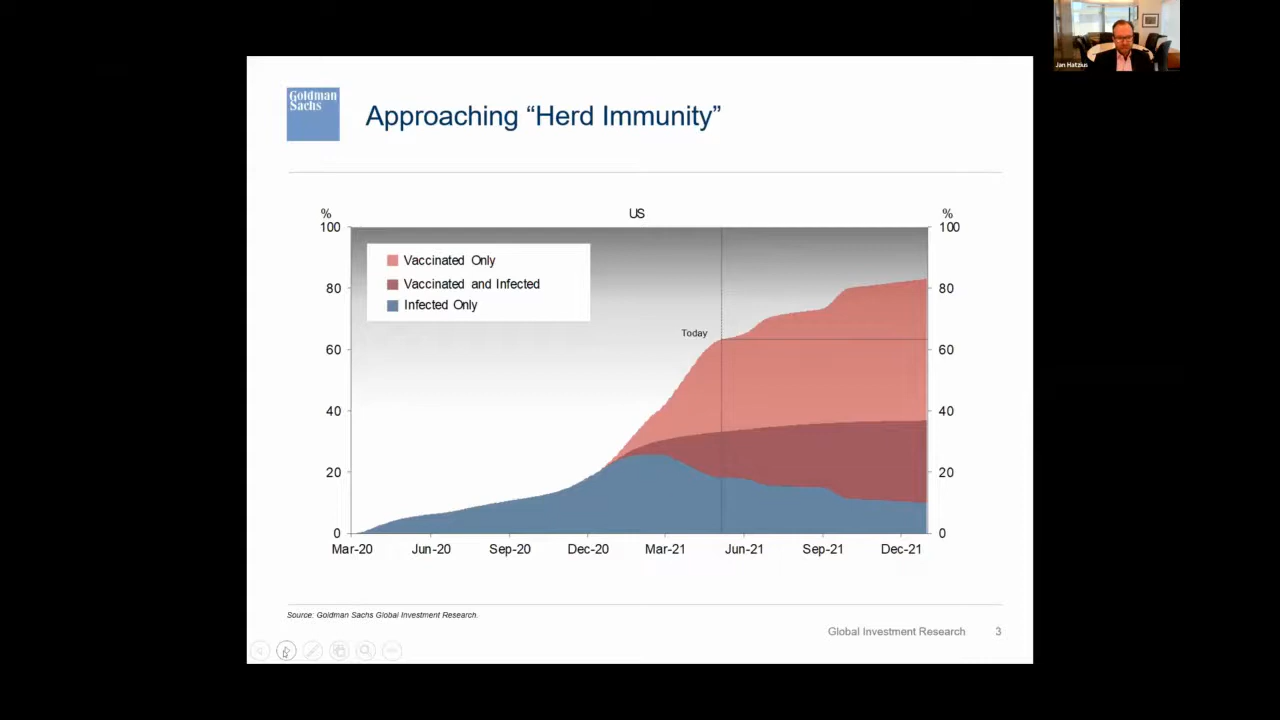 Jan Hatzius
Goldman
Sachs
Approaching “Herd Immunity”
% US %
100 100
Vaccinated Only
Vaccinated and Infected
Infected Only
80 80
Today
60 60
40 40
20 20
0 0
Mar-20 Jun-20 Sep-20 Dec-20 Mar-21 Jun-21 Sep-21 Dec-21
Source: Goldman Sachs Global Investment Research.
Global Investment Research 3